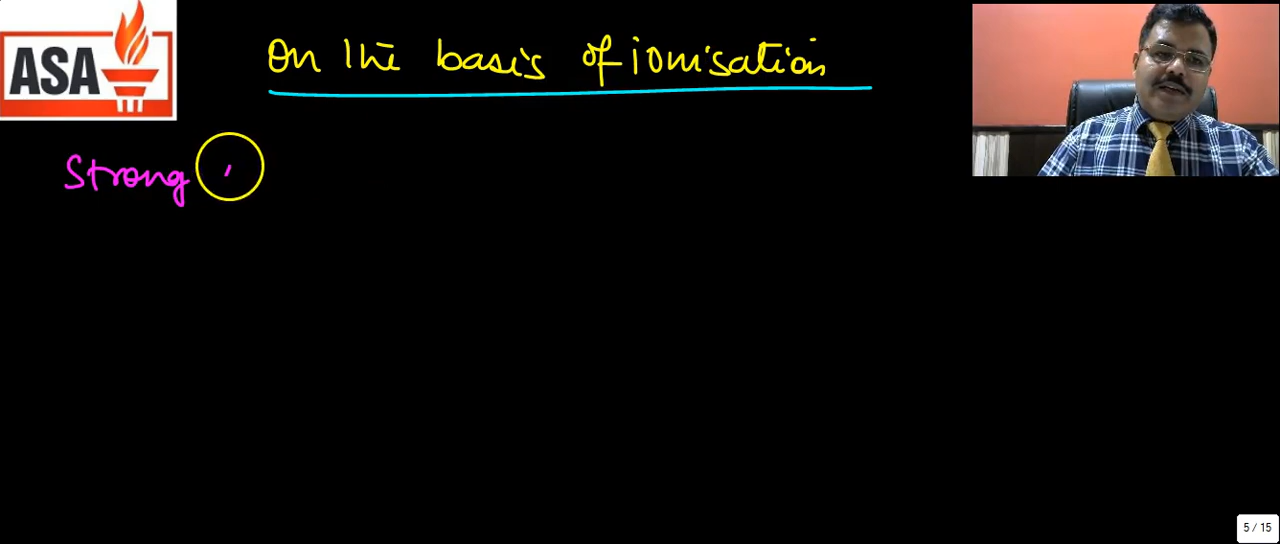 ASA
On the basis of ionisation
Strong
5 / 15